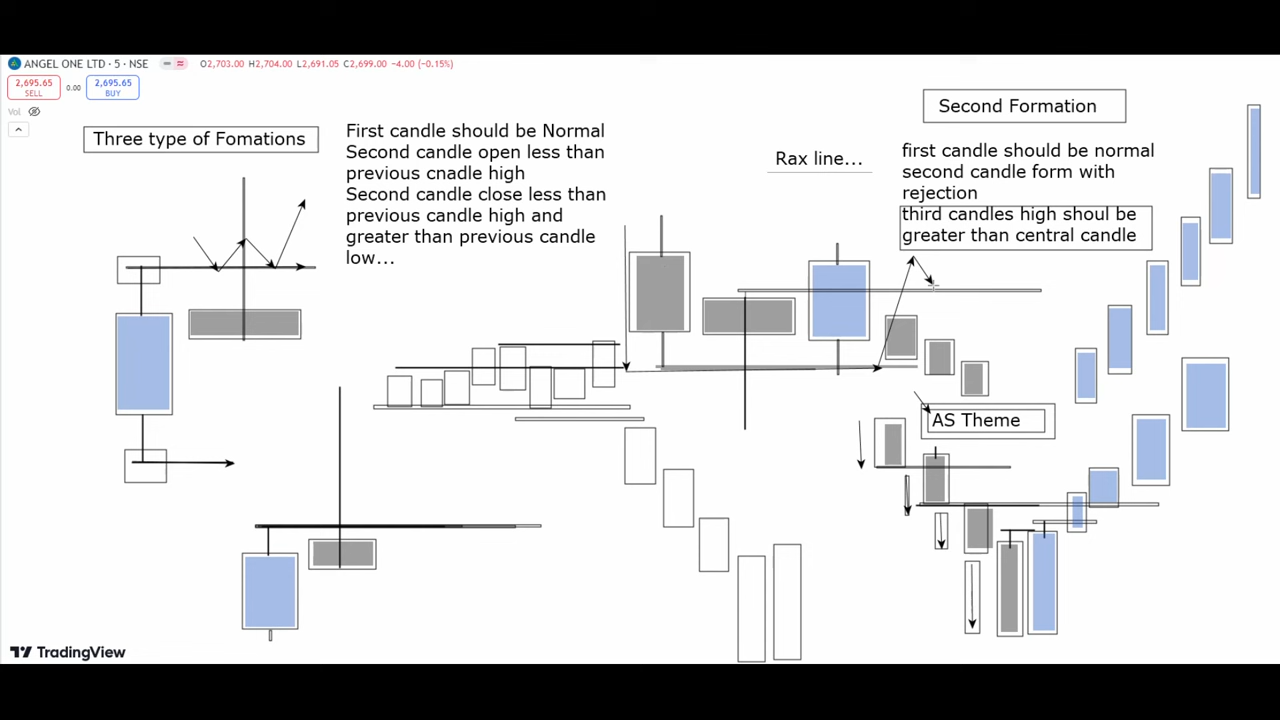 ANGEL ONE LTD · 5 · NSE
O2,703.00 H2,704.00 L2,691.05 C2,699.00 −4.00 (−0.15%)
2,695.65
SELL
0.00
2,695.65
BUY
Vol
Three type of Fomations
First candle should be Normal
Second candle open less than
previous cnadle high
Second candle close less than
previous candle high and
greater than previous candle
low...
Rax line...
Second Formation
first candle should be normal
second candle form with
rejection
third candles high shoul be
greater than central candle
AS Theme
TradingView